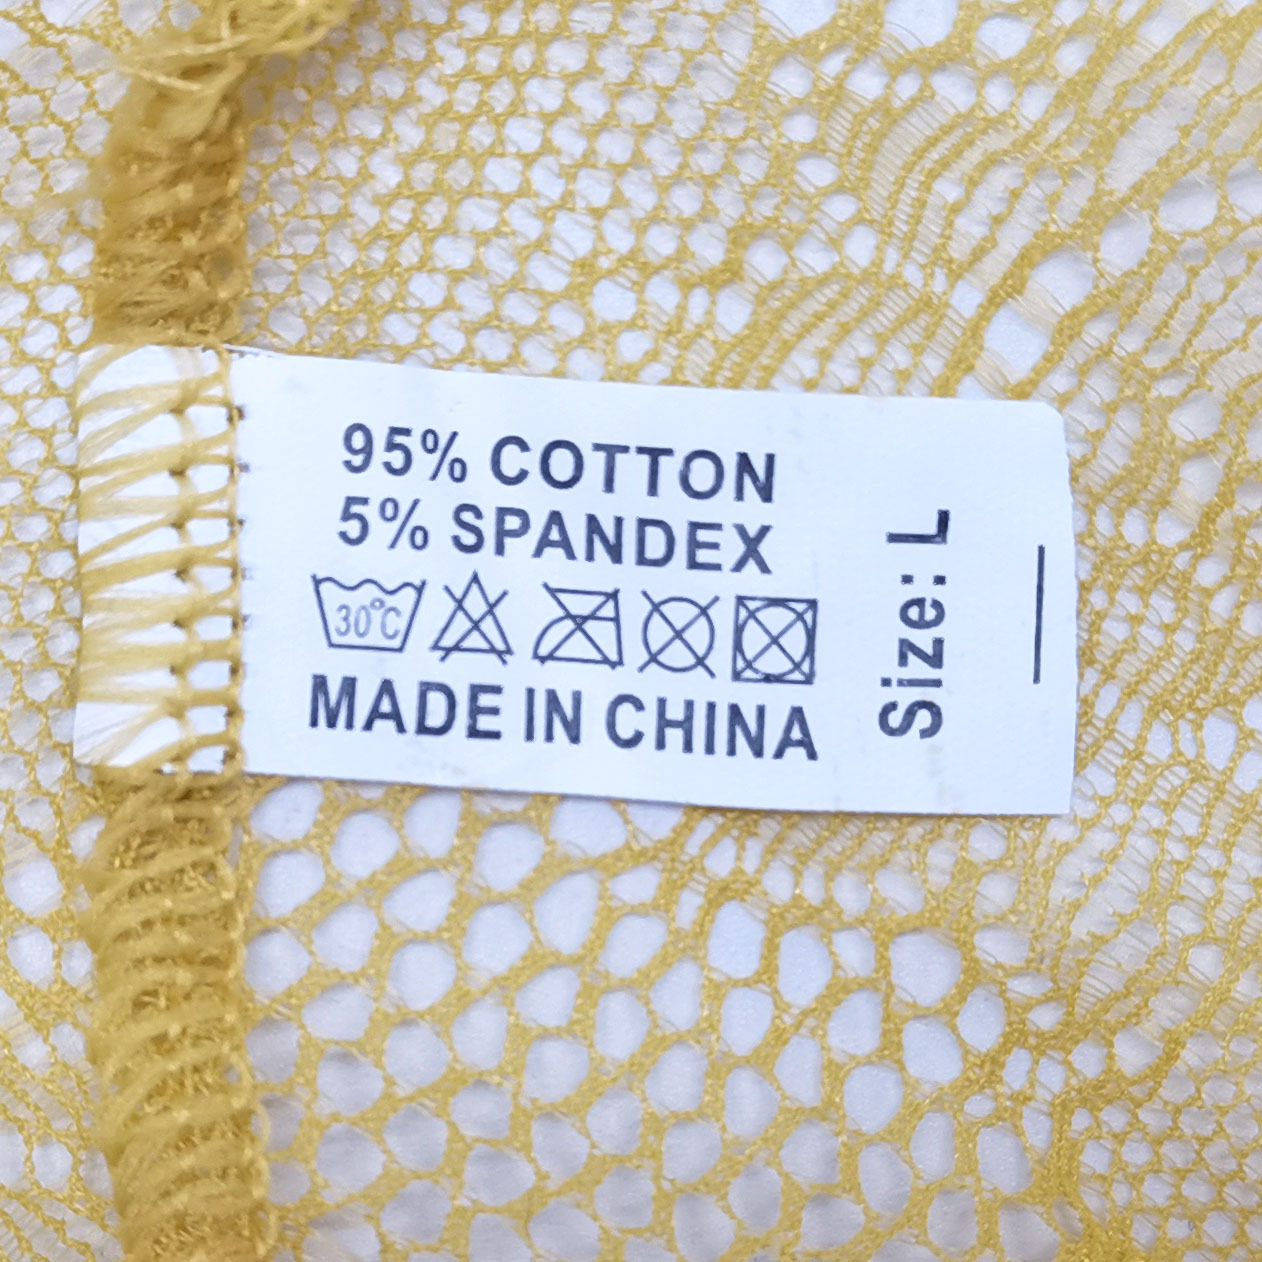 95% COTTON
5% SPANDEX
30°C
MADE IN CHINA
Size: L